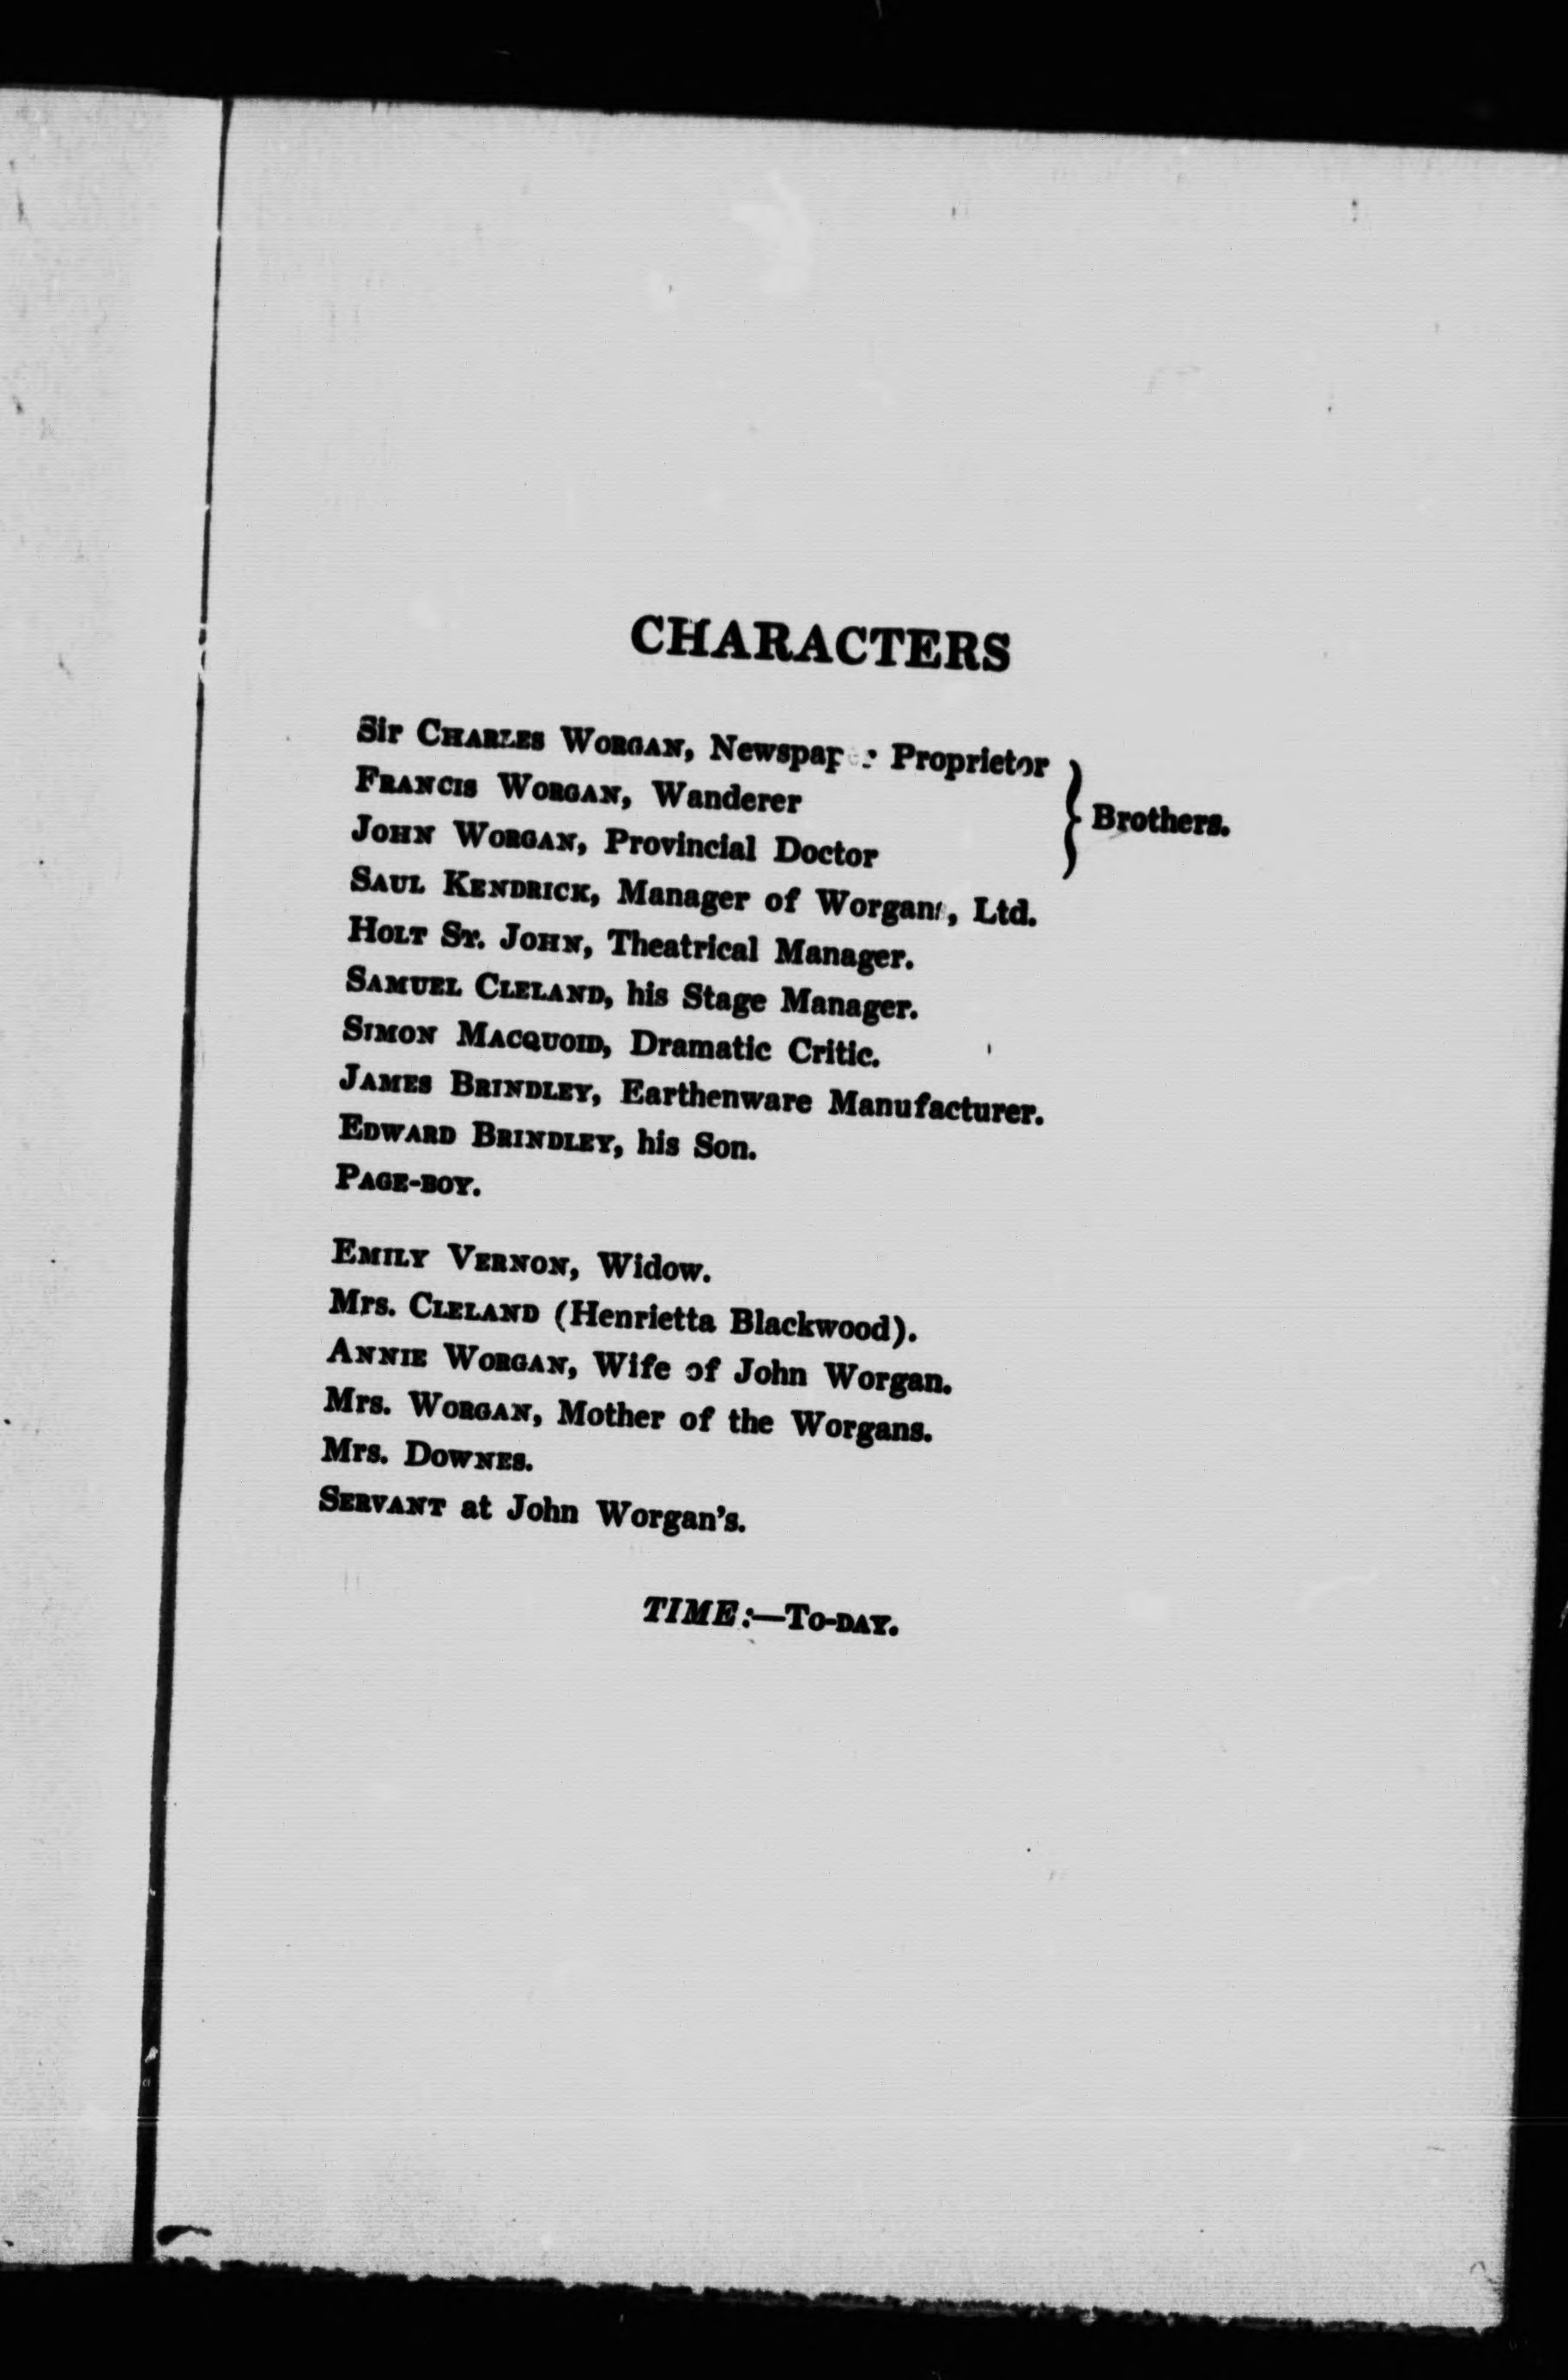 CHARACTERS
Sir CHARLES WORGAN, Newspaper Proprietor
FRANCIS WORGAN, Wanderer
JOHN WORGAN, Provincial Doctor
} Brothers.
SAUL KENDRICK, Manager of Worgans, Ltd.
HOLT ST. JOHN, Theatrical Manager.
SAMUEL CLELAND, his Stage Manager.
SIMON MACQUOID, Dramatic Critic.
JAMES BRINDLEY, Earthenware Manufacturer.
EDWARD BRINDLEY, his Son.
PAGE-BOY.
EMILY VERNON, Widow.
Mrs. CLELAND (Henrietta Blackwood).
ANNIE WORGAN, Wife of John Worgan.
Mrs. WORGAN, Mother of the Worgans.
Mrs. DOWNES.
SERVANT at John Worgan's.
TIME:—TO-DAY.